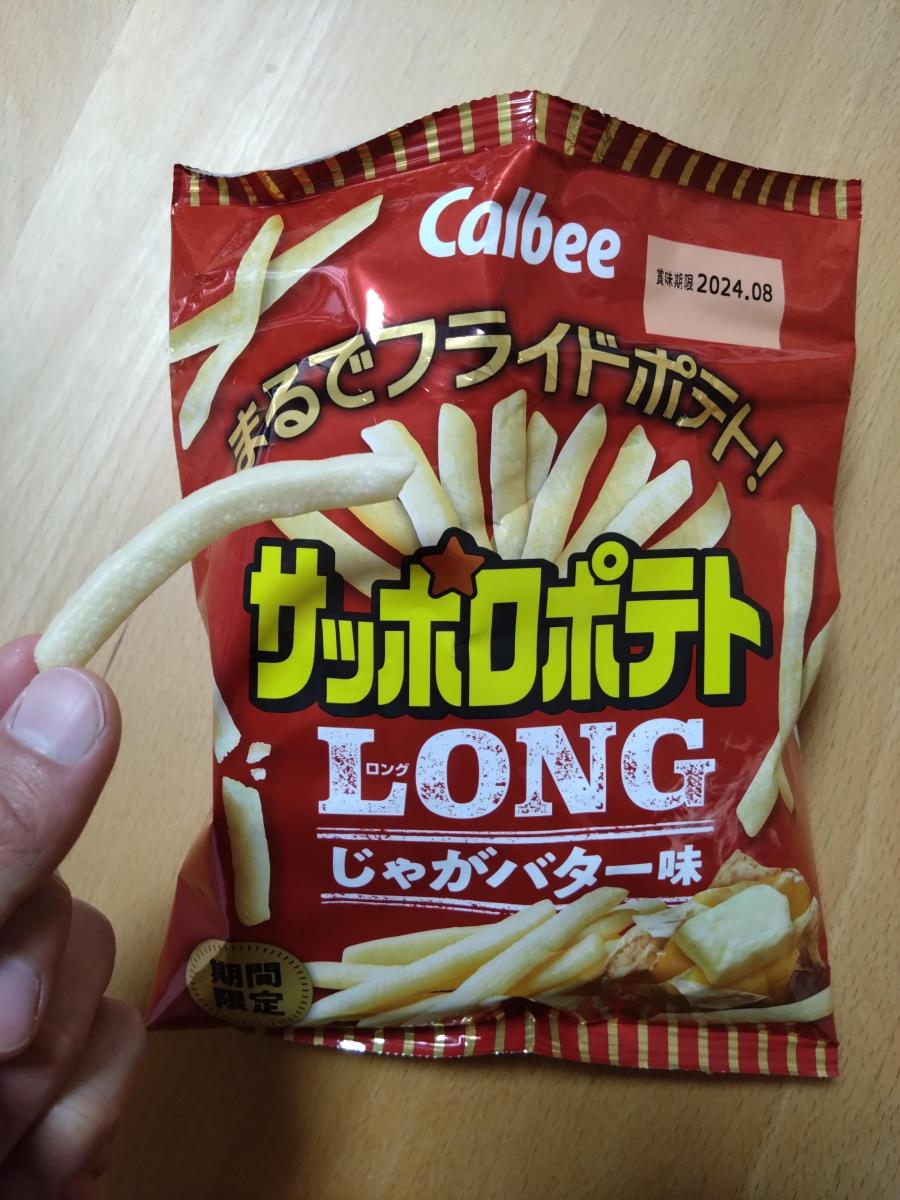 Calbee
賞味期限 2024.08
まるでフライドポテト!
サッポロポテト
LONG
ロング
じゃがバター味
期間
限定